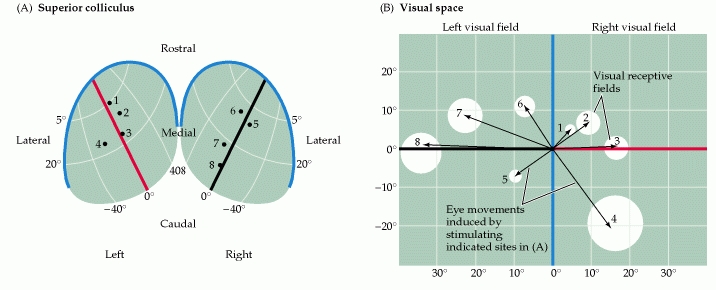 (A) Superior colliculus
Rostral
1
2
3
4
5°
20°
Lateral
−40°
0°
Left
Medial
408
Caudal
6
5
7
8
5°
20°
Lateral
0°
−40°
Right
(B) Visual space
Left visual field
Right visual field
20°
10°
0°
−10°
−20°
Visual receptive
fields
1
2
3
4
5
6
7
8
Eye movements
induced by
stimulating
indicated sites in (A)
30°
20°
10°
0°
10°
20°
30°
40°